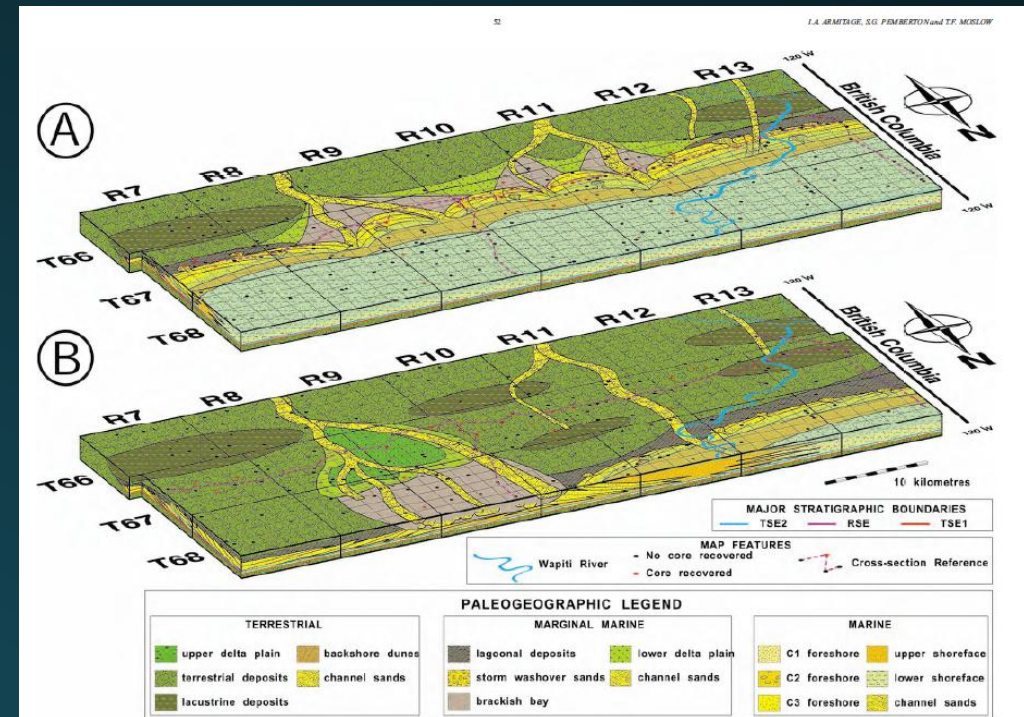 52 I.A. ARMITAGE, S.G. PEMBERTON and T.F. MOSLOW
A
R7 R8 R9 R10 R11 R12 R13
120 W
British Columbia
N
120 W
T66
T67
T68
B
R7 R8 R9 R10 R11 R12 R13
British Columbia
N
120 W
T66
T67
T68
10 kilometres
MAJOR STRATIGRAPHIC BOUNDARIES
TSE2 RSE TSE1
MAP FEATURES
Wapiti River
No core recovered
Core recovered
Cross-section Reference
PALEOGEOGRAPHIC LEGEND
TERRESTRIAL
upper delta plain backshore dunes
terrestrial deposits channel sands
lacustrine deposits
MARGINAL MARINE
lagoonal deposits lower delta plain
storm washover sands channel sands
brackish bay
MARINE
C1 foreshore upper shoreface
C2 foreshore lower shoreface
C3 foreshore channel sands